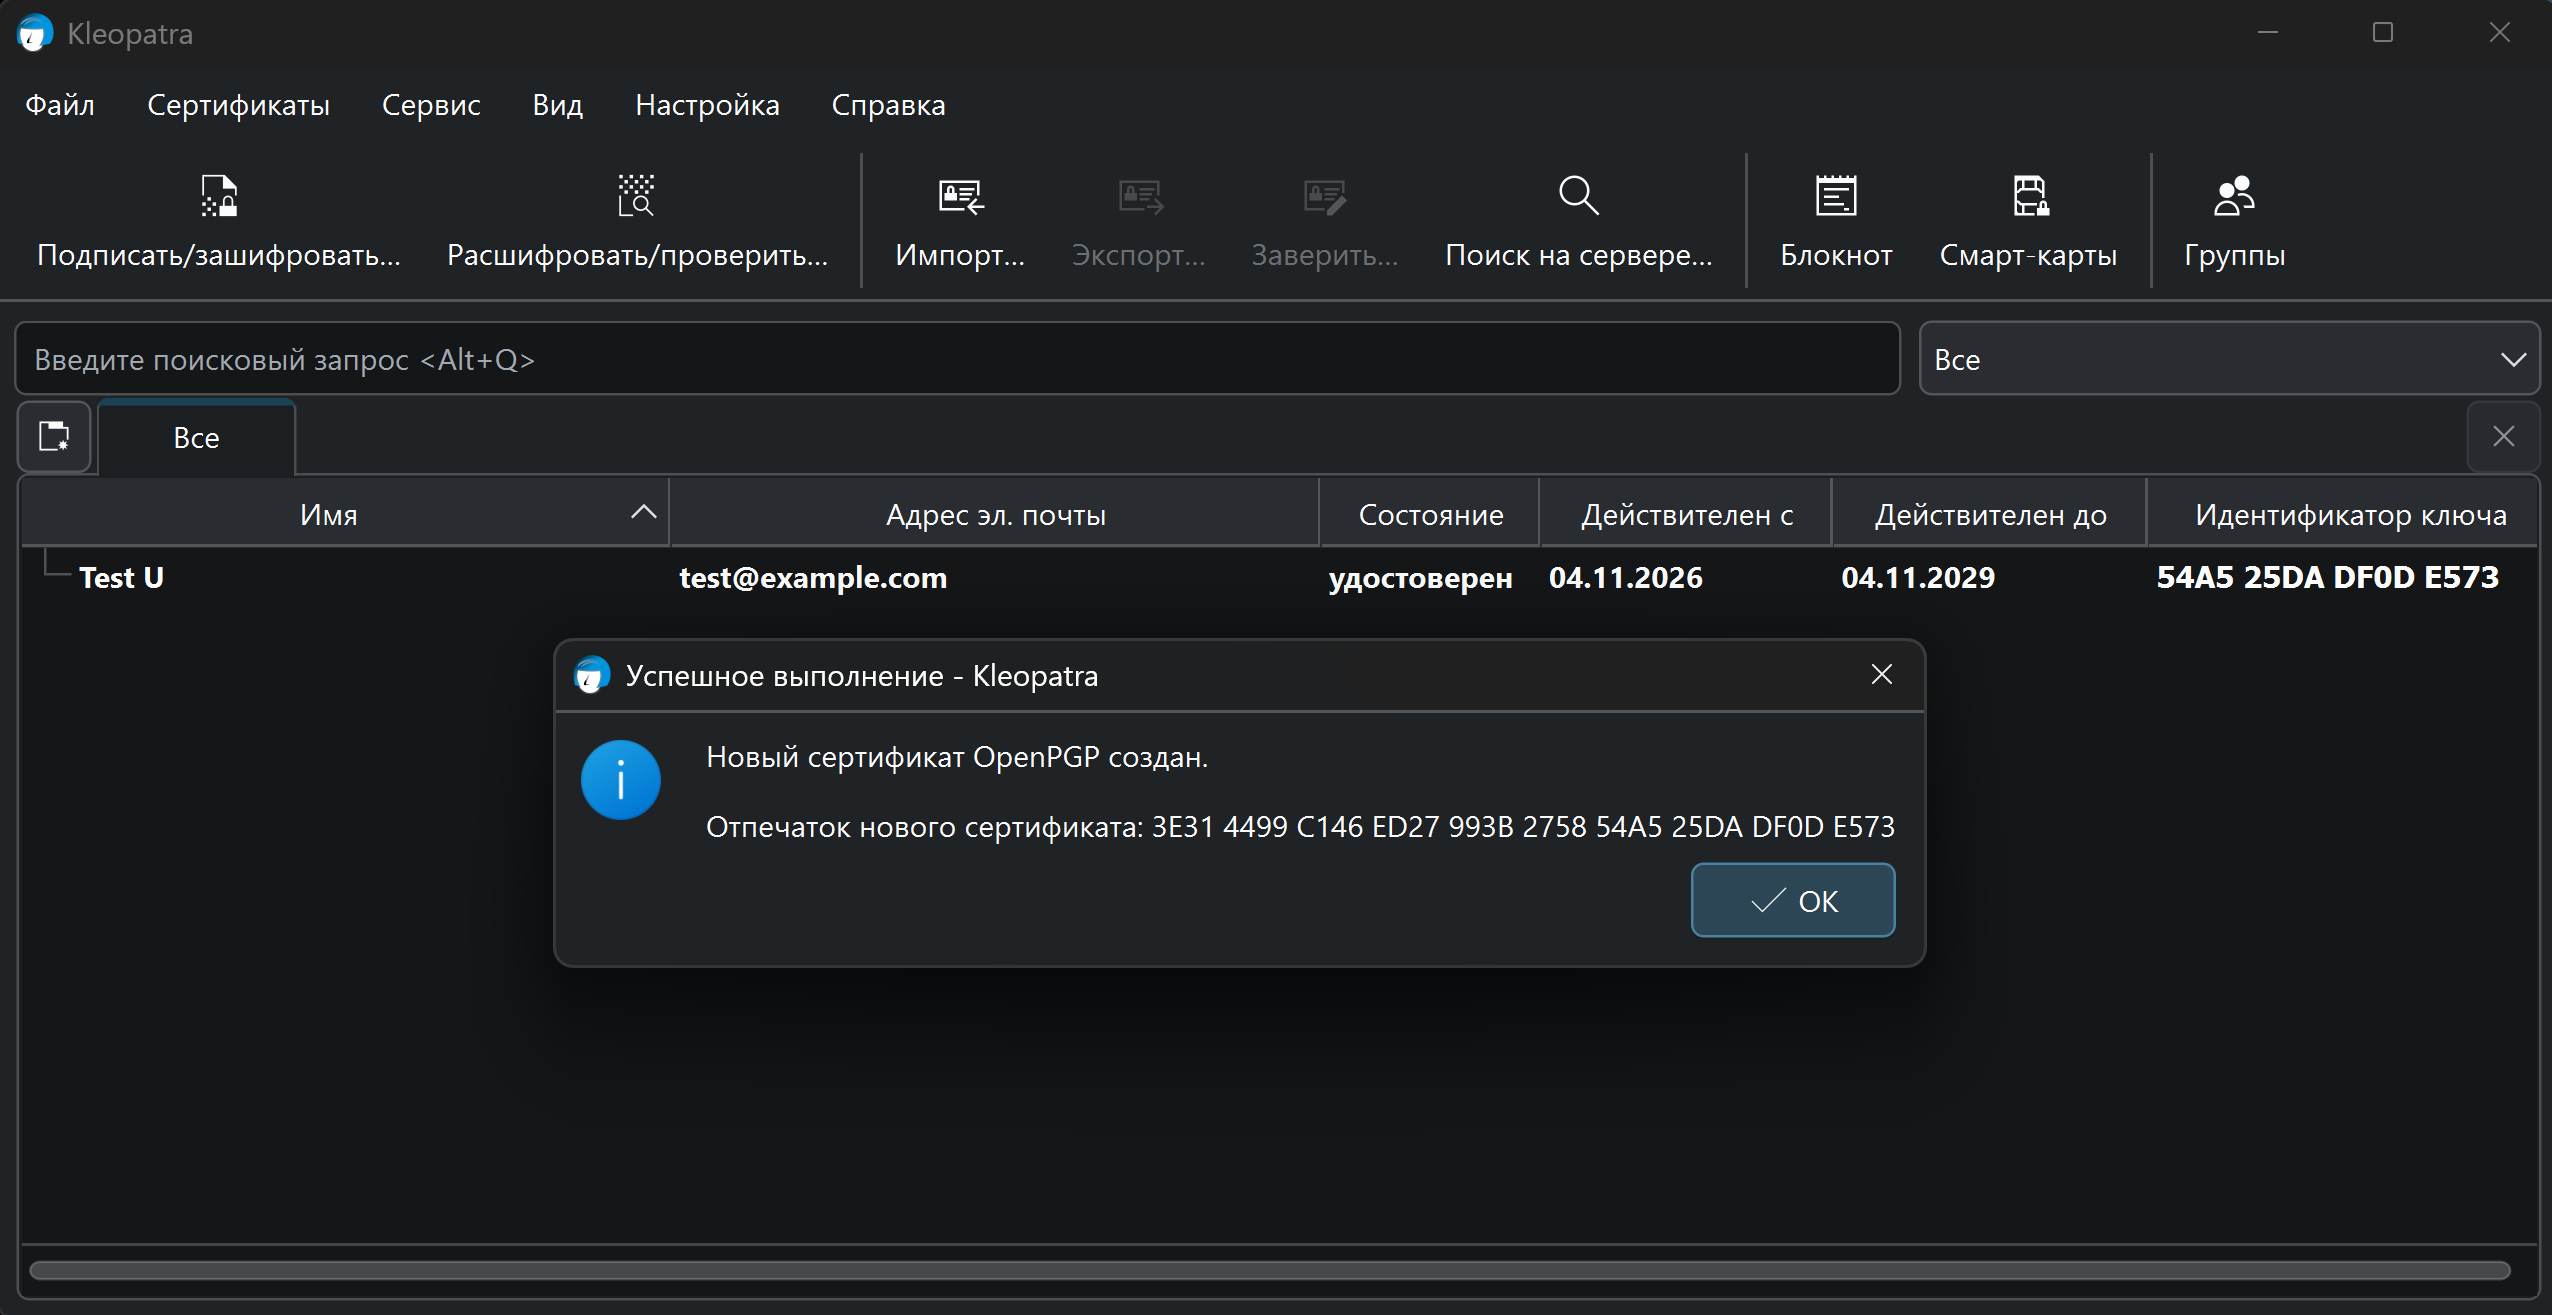 Kleopatra
Файл Сертификаты Сервис Вид Настройка Справка
Подписать/зашифровать... Расшифровать/проверить... Импорт... Экспорт... Заверить... Поиск на сервере... Блокнот Смарт-карты Группы
Введите поисковый запрос <Alt+Q> Все
Все
Имя Адрес эл. почты Состояние Действителен с Действителен до Идентификатор ключа
Test U test@example.com удостоверен 04.11.2026 04.11.2029 54A5 25DA DF0D E573
Успешное выполнение - Kleopatra
Новый сертификат OpenPGP создан.
Отпечаток нового сертификата: 3E31 4499 C146 ED27 993B 2758 54A5 25DA DF0D E573
OK